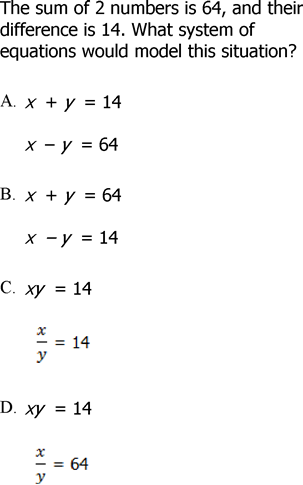 The sum of 2 numbers is 64, and their
difference is 14. What system of
equations would model this situation?
A. x + y = 14
x − y = 64
B. x + y = 64
x − y = 14
C. xy = 14
x/y = 14
D. xy = 14
x/y = 64